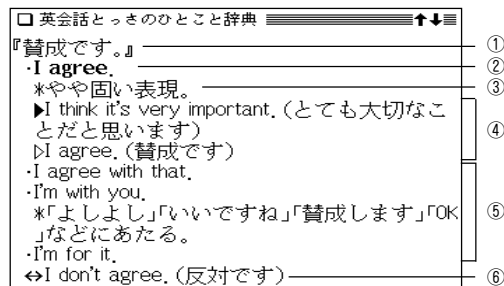 □ 英会話とっさのひとこと辞典 ↑↓≡
『賛成です。』 ①
·I agree. ②
*やや固い表現。 ③
▶I think it's very important. (とても大切なこ
とだと思います) ④
▷I agree. (賛成です)
·I agree with that.
·I'm with you.
*「よしよし」「いいですね」「賛成します」「OK ⑤
」などにあたる。
·I'm for it.
↔I don't agree. (反対です) ⑥